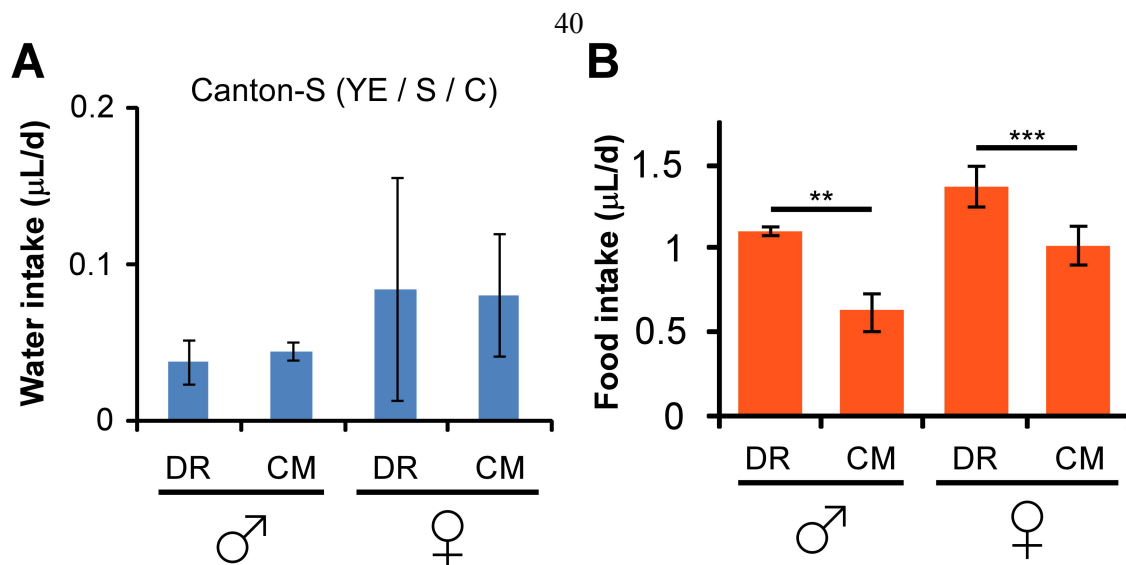 40
A
B
Canton-S (YE / S / C)
Water intake (μL/d)
0.2
0.1
0
DR CM DR CM
♂ ♀
Food intake (μL/d)
1.5
1
0.5
0
** ***
DR CM DR CM
♂ ♀